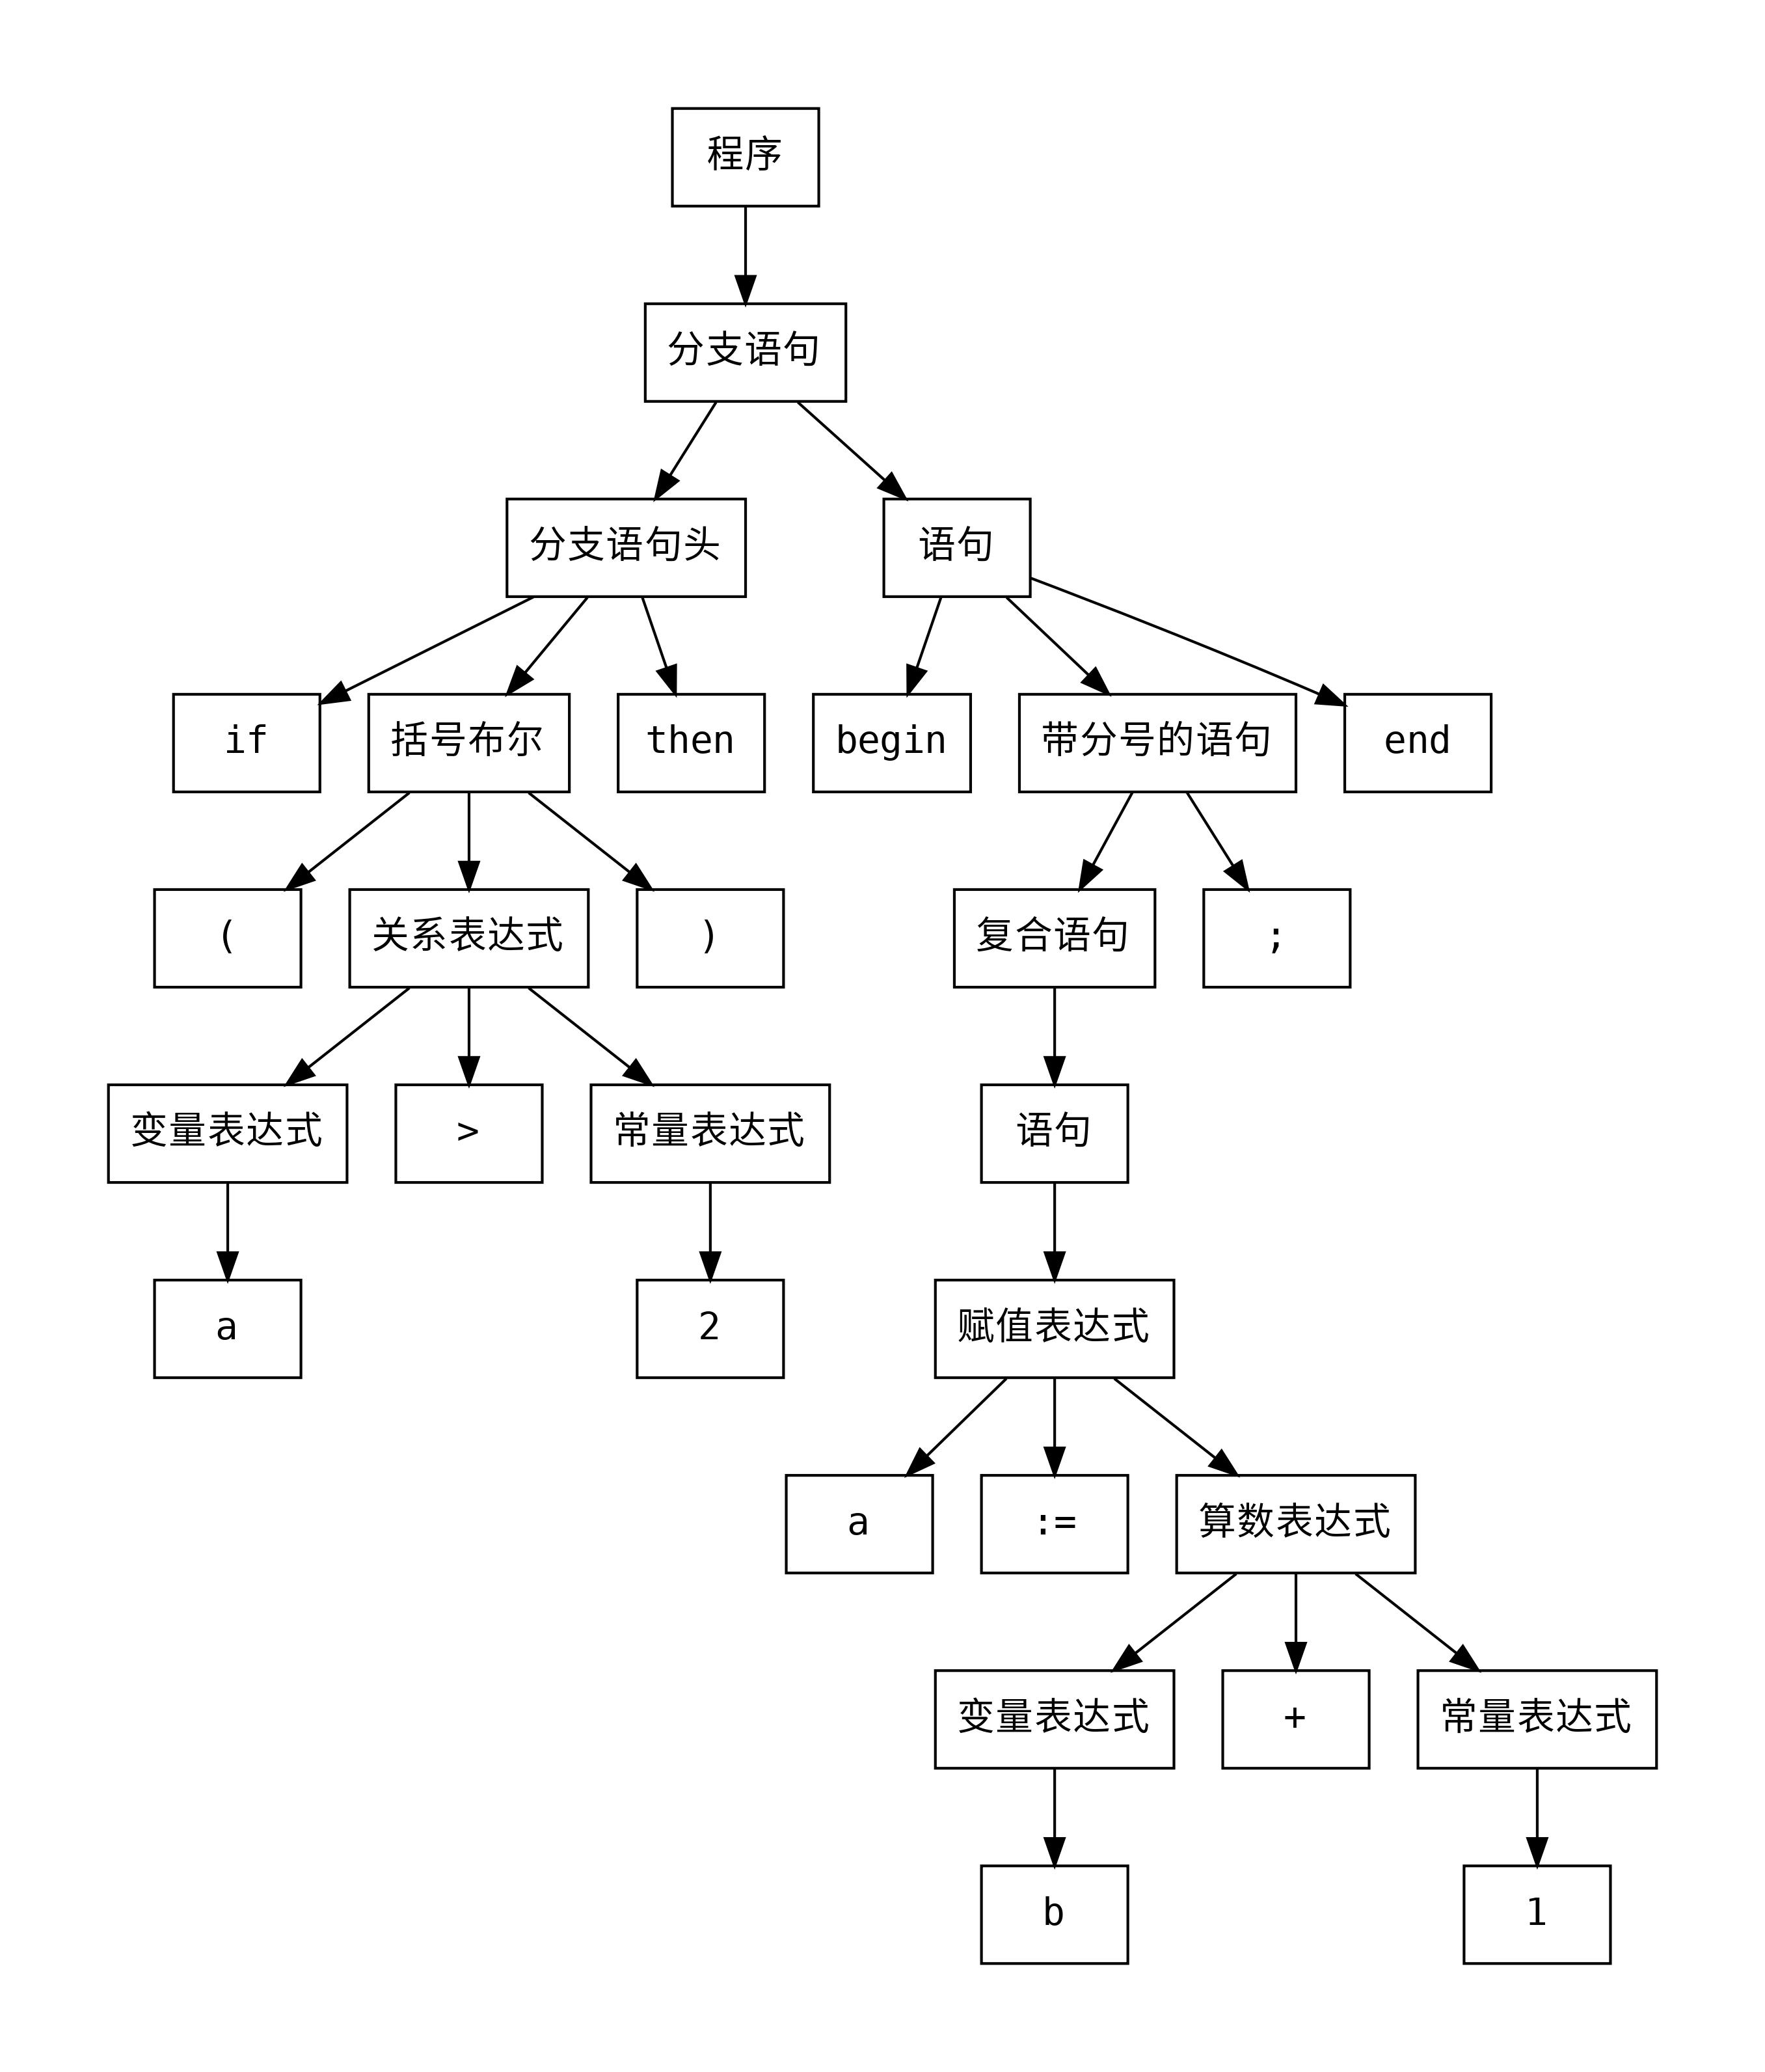 程序
分支语句
分支语句头
语句
if
括号布尔
then
begin
带分号的语句
end
(
关系表达式
)
复合语句
;
变量表达式
>
常量表达式
语句
a
2
赋值表达式
a
:=
算数表达式
变量表达式
+
常量表达式
b
1